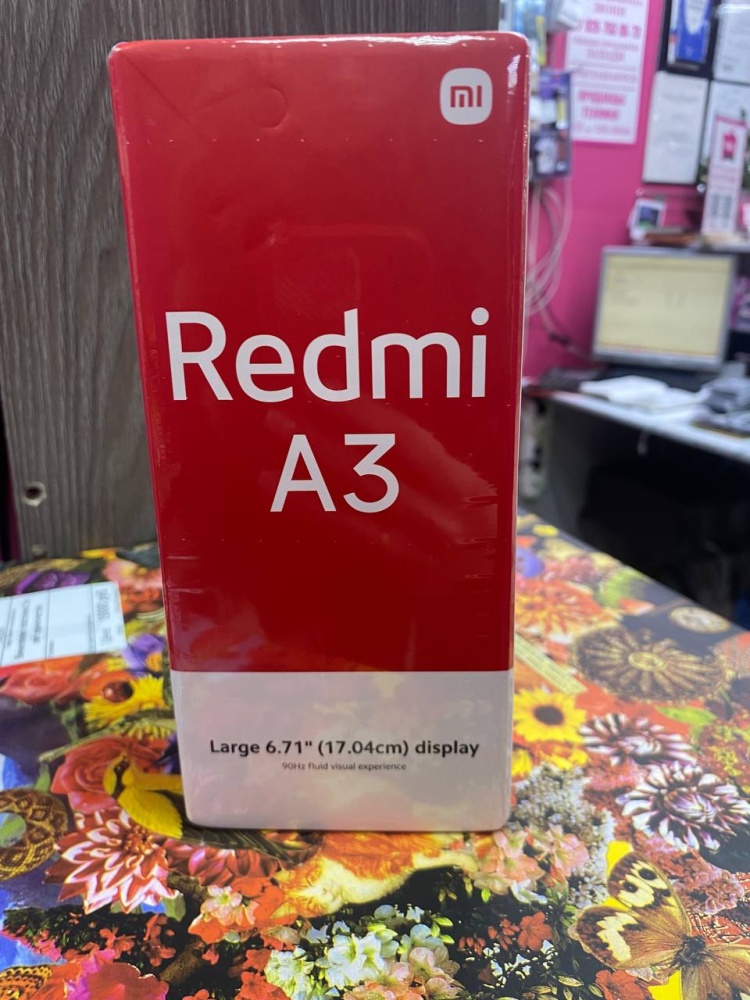 mi
Redmi
A3
Large 6.71" (17.04cm) display
90Hz fluid visual experience